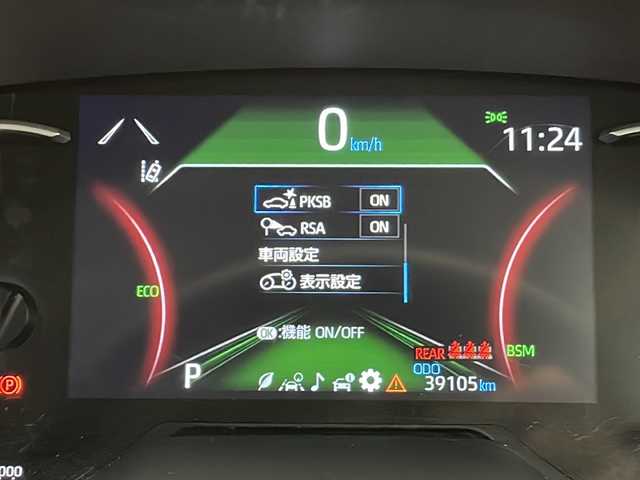 0 km/h
11:24
PKSB ON
RSA ON
車両設定
表示設定
ECO
OK:機能 ON/OFF
REAR
BSM
ODO
P
39105 km
P